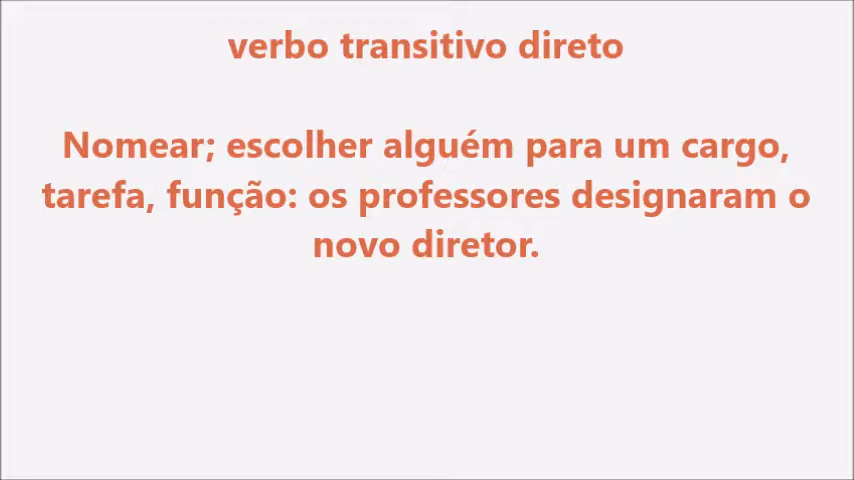 verbo transitivo direto
Nomear; escolher alguém para um cargo,
tarefa, função: os professores designaram o
novo diretor.